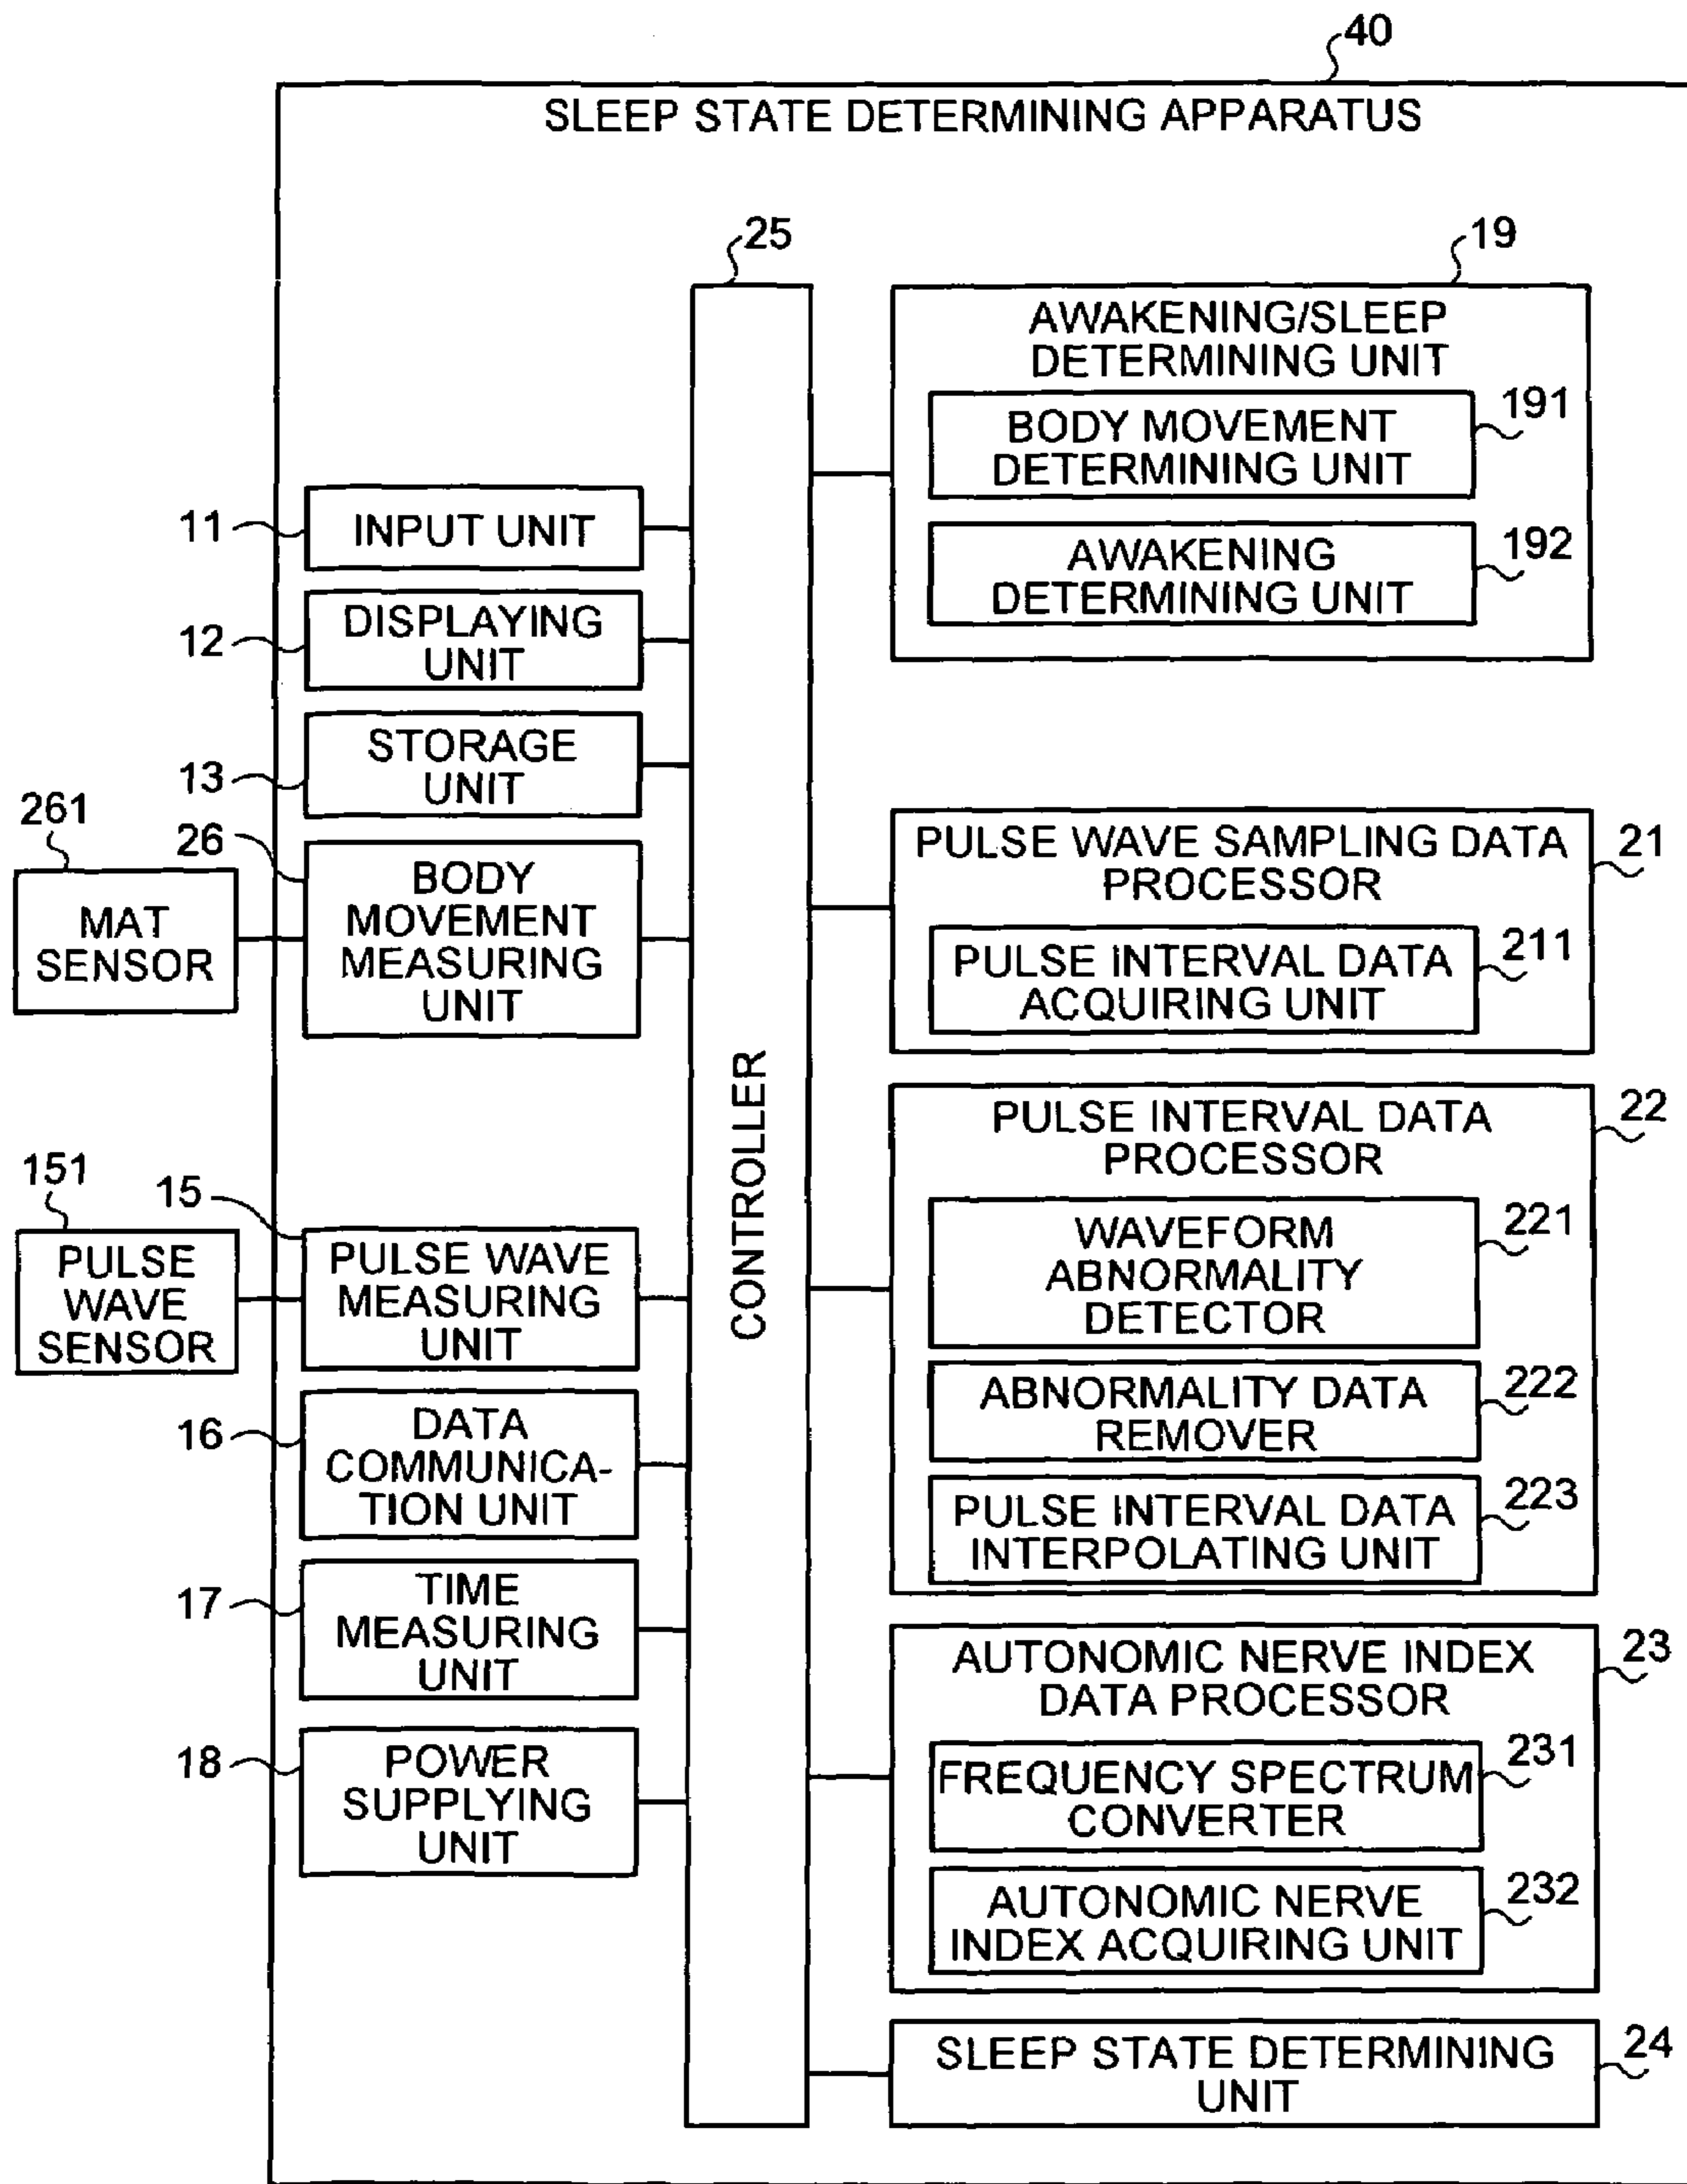 40
SLEEP STATE DETERMINING APPARATUS
25
19
AWAKENING/SLEEP
DETERMINING UNIT
191
BODY MOVEMENT
DETERMINING UNIT
192
AWAKENING
DETERMINING UNIT
11
INPUT UNIT
12
DISPLAYING
UNIT
13
STORAGE
UNIT
261
MAT
SENSOR
26
BODY
MOVEMENT
MEASURING
UNIT
151
PULSE
WAVE
SENSOR
15
PULSE WAVE
MEASURING
UNIT
16
DATA
COMMUNICA-
TION UNIT
17
TIME
MEASURING
UNIT
18
POWER
SUPPLYING
UNIT
CONTROLLER
PULSE WAVE SAMPLING DATA
PROCESSOR
21
PULSE INTERVAL DATA
ACQUIRING UNIT
211
PULSE INTERVAL DATA
PROCESSOR
22
WAVEFORM
ABNORMALITY
DETECTOR
221
ABNORMALITY DATA
REMOVER
222
PULSE INTERVAL DATA
INTERPOLATING UNIT
223
AUTONOMIC NERVE INDEX
DATA PROCESSOR
23
FREQUENCY SPECTRUM
CONVERTER
231
AUTONOMIC NERVE
INDEX ACQUIRING UNIT
232
SLEEP STATE DETERMINING
UNIT
24